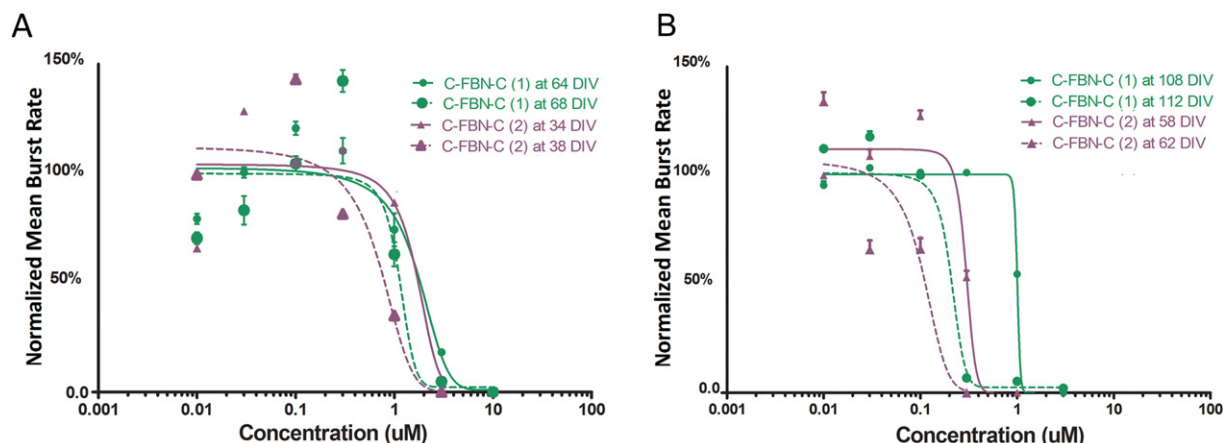 A
Normalized Mean Burst Rate
150%
100%
50%
0.0
0.001
0.01
0.1
1
10
100
Concentration (uM)
C-FBN-C (1) at 64 DIV
C-FBN-C (1) at 68 DIV
C-FBN-C (2) at 34 DIV
C-FBN-C (2) at 38 DIV
B
Normalized Mean Burst Rate
150%
100%
50%
0.0
0.001
0.01
0.1
1
10
100
Concentration (uM)
C-FBN-C (1) at 108 DIV
C-FBN-C (1) at 112 DIV
C-FBN-C (2) at 58 DIV
C-FBN-C (2) at 62 DIV